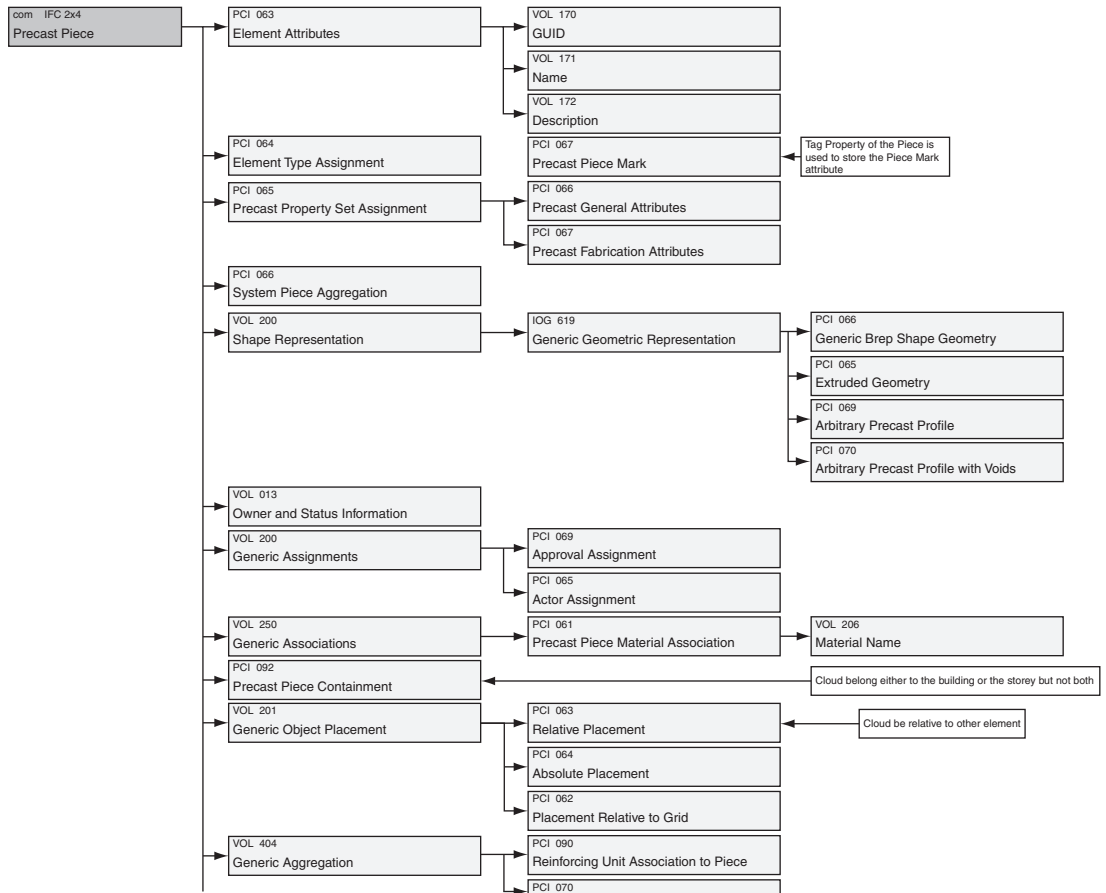 com IFC 2x4
Precast Piece
PCI 063
Element Attributes
VOL 170
GUID
VOL 171
Name
VOL 172
Description
PCI 064
Element Type Assignment
PCI 067
Precast Piece Mark
Tag Property of the Piece is
used to store the Piece Mark
attribute
PCI 065
Precast Property Set Assignment
PCI 066
Precast General Attributes
PCI 067
Precast Fabrication Attributes
PCI 066
System Piece Aggregation
VOL 200
Shape Representation
IOG 619
Generic Geometric Representation
PCI 066
Generic Brep Shape Geometry
PCI 065
Extruded Geometry
PCI 069
Arbitrary Precast Profile
PCI 070
Arbitrary Precast Profile with Voids
VOL 013
Owner and Status Information
VOL 200
Generic Assignments
PCI 069
Approval Assignment
PCI 065
Actor Assignment
VOL 250
Generic Associations
PCI 061
Precast Piece Material Association
VOL 206
Material Name
PCI 092
Precast Piece Containment
Cloud belong either to the building or the storey but not both
VOL 201
Generic Object Placement
PCI 063
Relative Placement
Cloud be relative to other element
PCI 064
Absolute Placement
PCI 062
Placement Relative to Grid
VOL 404
Generic Aggregation
PCI 090
Reinforcing Unit Association to Piece
PCI 070